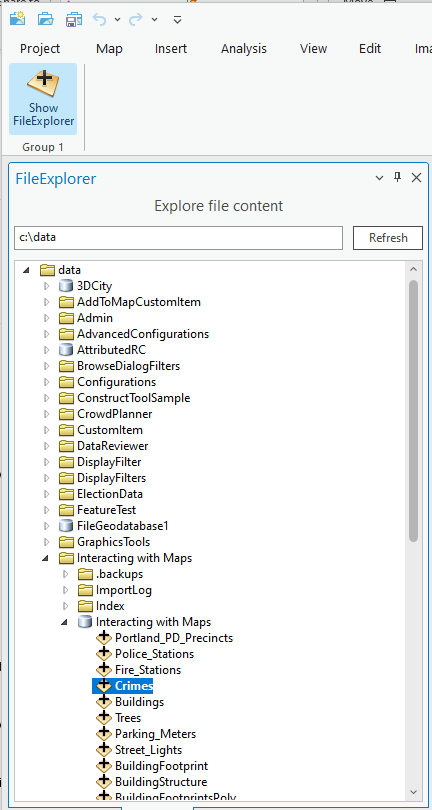 Project Map Insert Analysis View Edit
Show
FileExplorer
Group 1
FileExplorer
Explore file content
c:\data
Refresh
data
3DCity
AddToMapCustomItem
Admin
AdvancedConfigurations
AttributedRC
BrowseDialogFilters
Configurations
ConstructToolSample
CrowdPlanner
CustomItem
DataReviewer
DisplayFilter
DisplayFilters
ElectionData
FeatureTest
FileGeodatabase1
GraphicsTools
Interacting with Maps
.backups
ImportLog
Index
Interacting with Maps
Portland_PD_Precincts
Police_Stations
Fire_Stations
Crimes
Buildings
Trees
Parking_Meters
Street_Lights
BuildingFootprint
BuildingStructure
BuildingFootprintsPoly